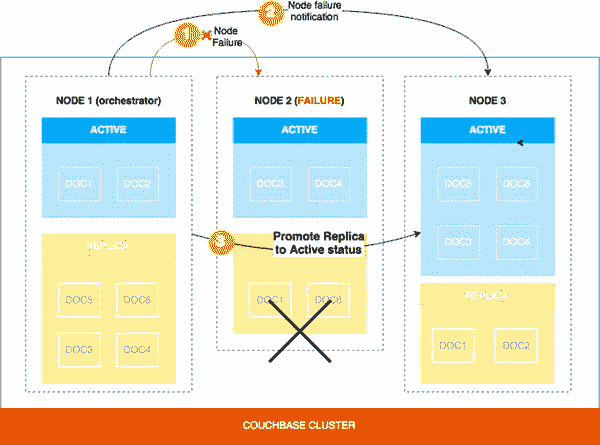 2
Node failure
notification
1
Node
Failure
NODE 1 (orchestrator)
NODE 2 (FAILURE)
NODE 3
ACTIVE
ACTIVE
ACTIVE
DOC1
DOC2
DOC3
DOC4
DOC5
DOC6
DOC3
DOC4
3
Promote Replica
to Active status
REPLICA
DOC5
DOC6
DOC3
DOC4
DOC1
REPLICA
DOC1
DOC2
COUCHBASE CLUSTER